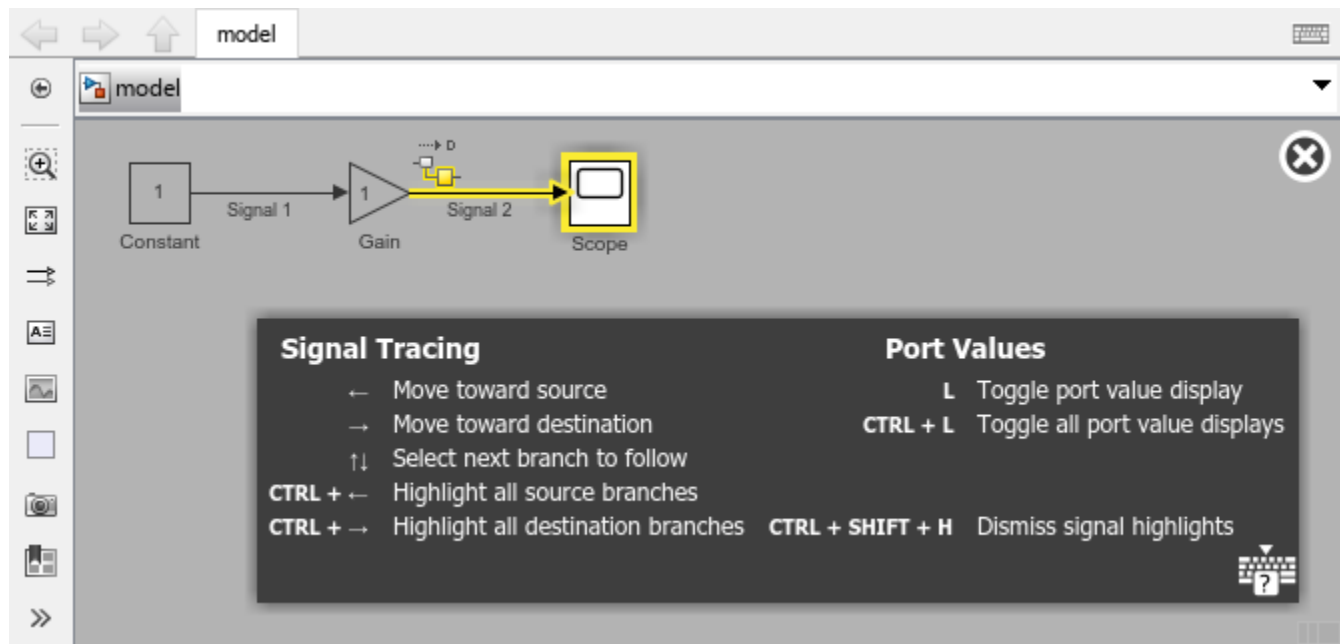 model
model
D
1
Signal 1
1
Signal 2
Constant
Gain
Scope
Signal Tracing
← Move toward source
→ Move toward destination
↑↓ Select next branch to follow
CTRL + ← Highlight all source branches
CTRL + → Highlight all destination branches
Port Values
L Toggle port value display
CTRL + L Toggle all port value displays
CTRL + SHIFT + H Dismiss signal highlights
?